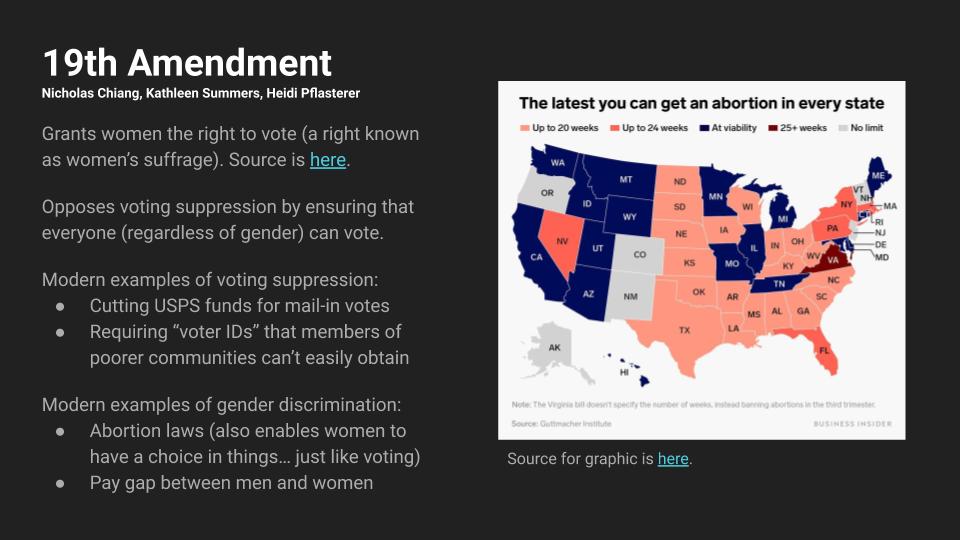 19th Amendment
Nicholas Chiang, Kathleen Summers, Heidi Pflasterer
Grants women the right to vote (a right known
as women’s suffrage). Source is here.
Opposes voting suppression by ensuring that
everyone (regardless of gender) can vote.
Modern examples of voting suppression:
● Cutting USPS funds for mail-in votes
● Requiring “voter IDs” that members of
poorer communities can’t easily obtain
Modern examples of gender discrimination:
● Abortion laws (also enables women to
have a choice in things… just like voting)
● Pay gap between men and women
The latest you can get an abortion in every state
Up to 20 weeks Up to 24 weeks At viability 25+ weeks No limit
WA
MT
ND
MN
ME
VT
NH
OR
ID
SD
WI
MI
NY
MA
WY
CT
RI
NV
NE
IA
PA
NJ
UT
IL
IN
OH
DE
CA
CO
KS
MO
WV
VA
MD
KY
NC
AZ
NM
OK
AR
TN
SC
MS
AL
GA
TX
LA
AK
FL
HI
Note: The Virginia bill doesn't specify the number of weeks, instead banning abortions in the third trimester.
Source: Guttmacher Institute
BUSINESS INSIDER
Source for graphic is here.